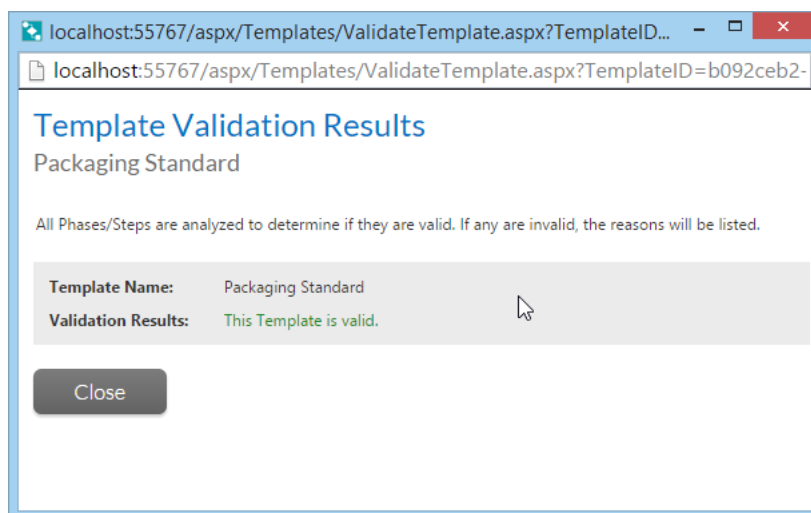 localhost:55767/aspx/Templates/ValidateTemplate.aspx?TemplateID...
localhost:55767/aspx/Templates/ValidateTemplate.aspx?TemplateID=b092ceb2-
Template Validation Results
Packaging Standard
All Phases/Steps are analyzed to determine if they are valid. If any are invalid, the reasons will be listed.
Template Name: Packaging Standard
Validation Results: This Template is valid.
Close